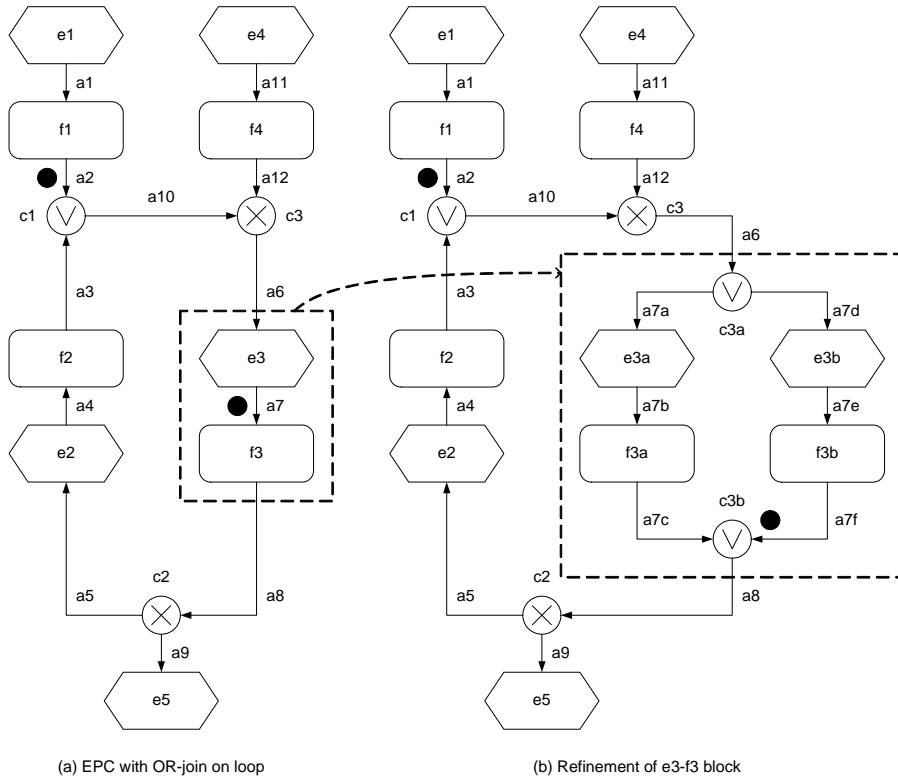 e1
e4
e1
e4
a1
a11
a1
a11
f1
f4
f1
f4
a2
a12
a2
a12
a10
a10
c1
c3
c1
c3
a6
a3
a6
a3
a7a
a7d
c3a
f2
e3
f2
e3a
e3b
a4
a7
a4
a7b
a7e
e2
f3
e2
f3a
f3b
c3b
a7c
a7f
c2
c2
a5
a8
a5
a8
a9
a9
e5
e5
(a) EPC with OR-join on loop
(b) Refinement of e3-f3 block